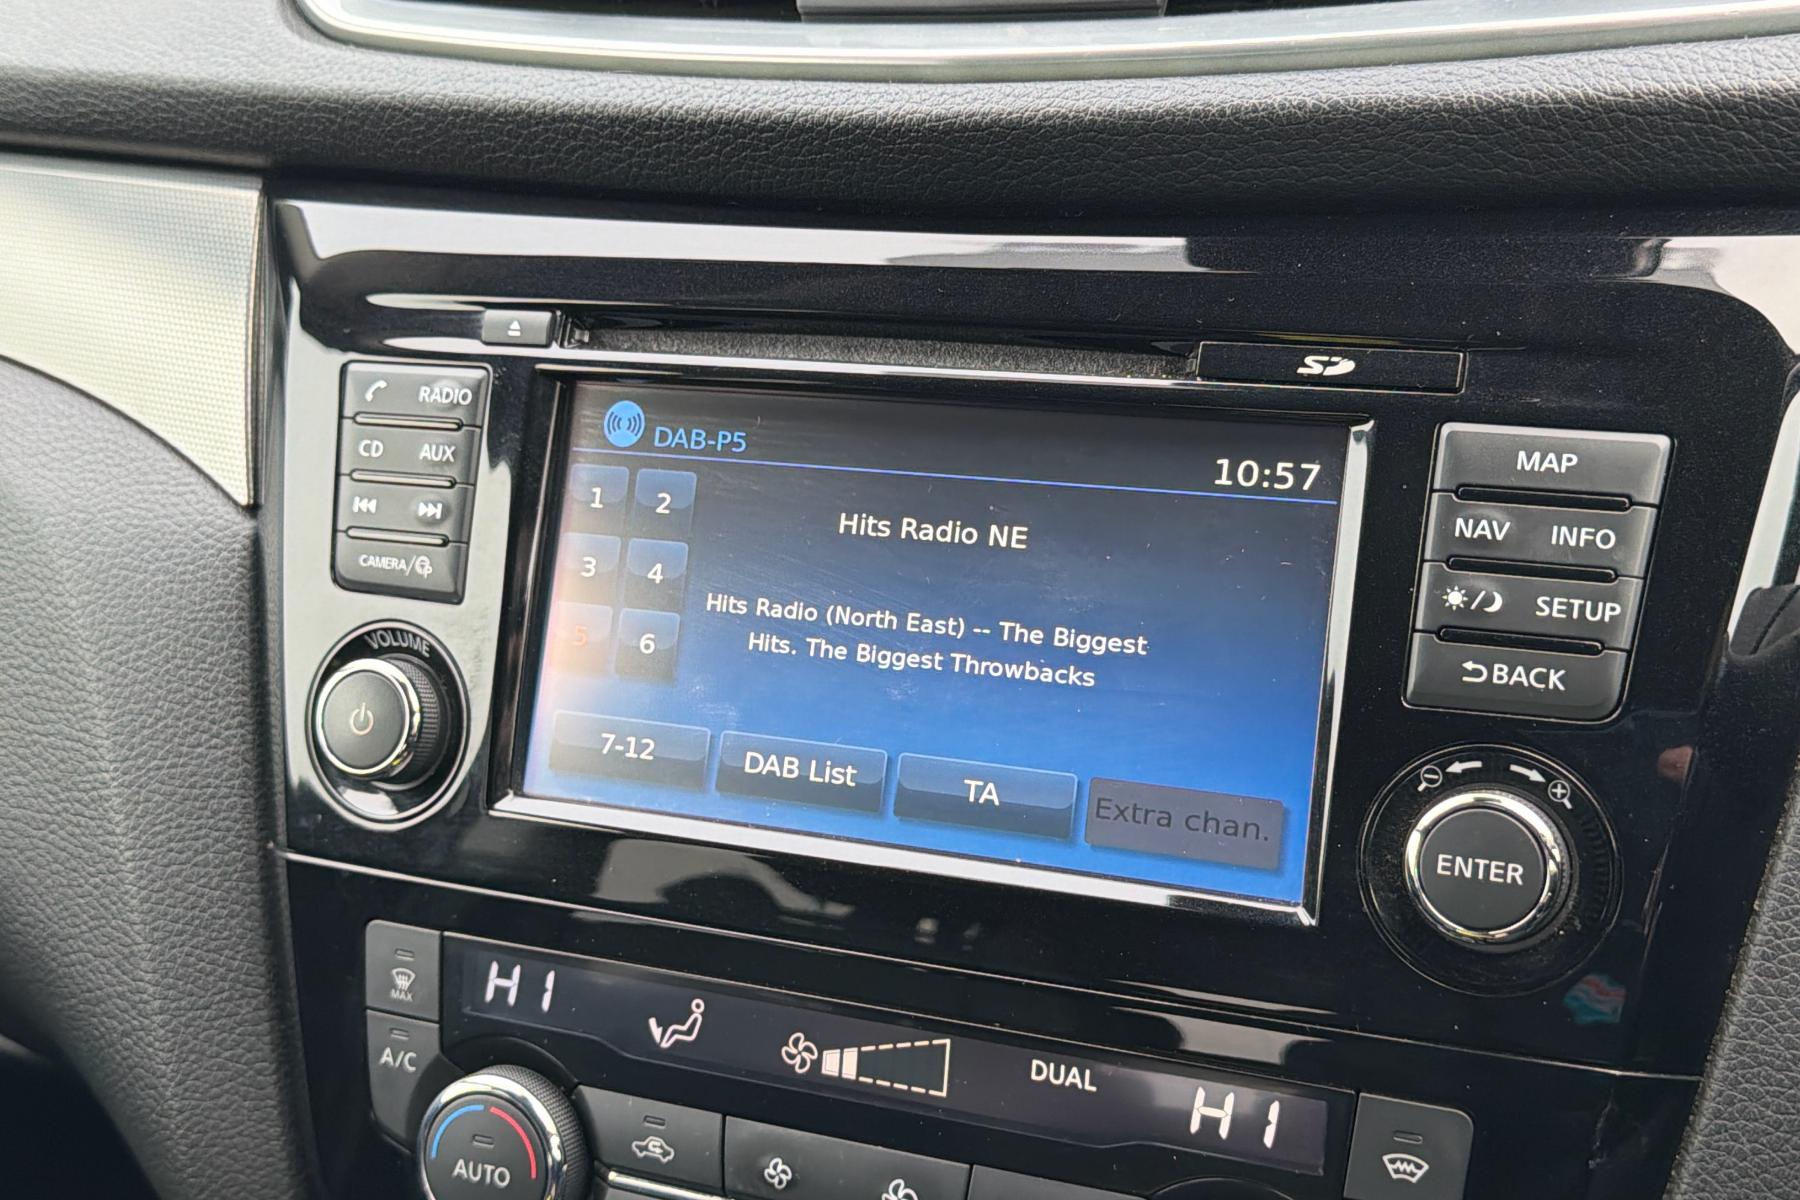 SD
RADIO
CD AUX
CAMERA/
VOLUME
DAB-P5
10:57
1 2
3 4
5 6
Hits Radio NE
Hits Radio (North East) -- The Biggest
Hits. The Biggest Throwbacks
7-12 DAB List TA Extra chan.
MAP
NAV INFO
SETUP
BACK
ENTER
MAX
A/C
HI
DUAL
HI
AUTO